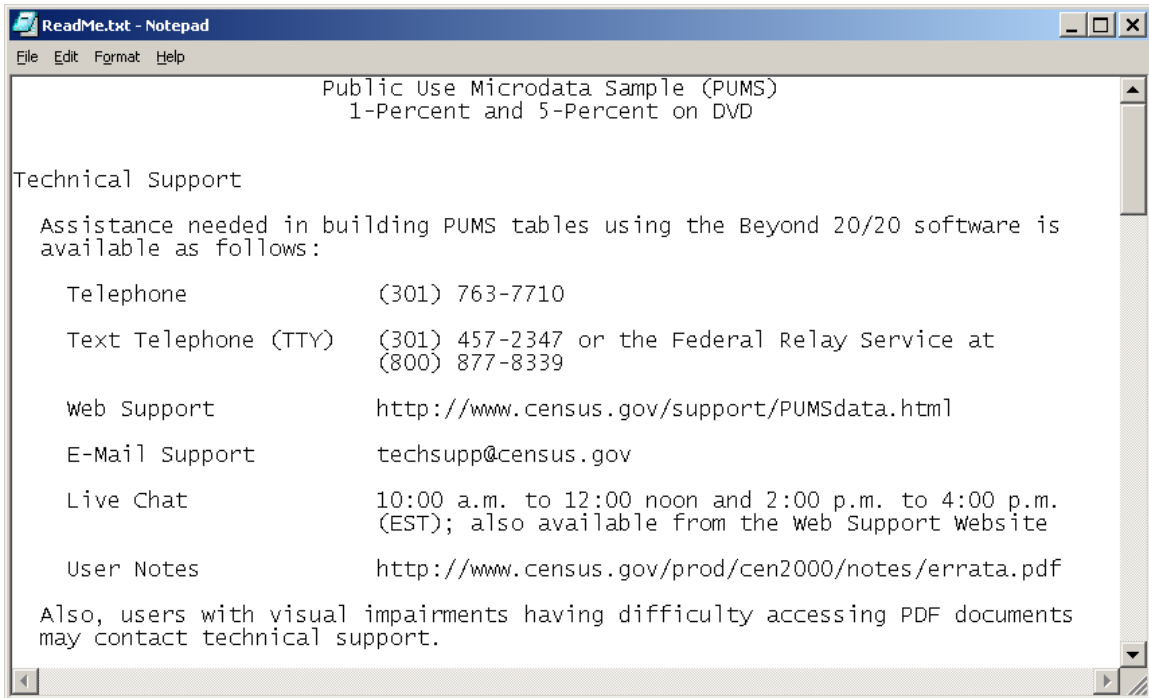 ReadMe.txt - Notepad
File Edit Format Help
Public Use Microdata Sample (PUMS)
1-Percent and 5-Percent on DVD
Technical Support
Assistance needed in building PUMS tables using the Beyond 20/20 software is
available as follows:
Telephone (301) 763-7710
Text Telephone (TTY) (301) 457-2347 or the Federal Relay Service at
(800) 877-8339
Web Support http://www.census.gov/support/PUMSdata.html
E-Mail Support techsupp@census.gov
Live Chat 10:00 a.m. to 12:00 noon and 2:00 p.m. to 4:00 p.m.
(EST); also available from the Web Support Website
User Notes http://www.census.gov/prod/cen2000/notes/errata.pdf
Also, users with visual impairments having difficulty accessing PDF documents
may contact technical support.